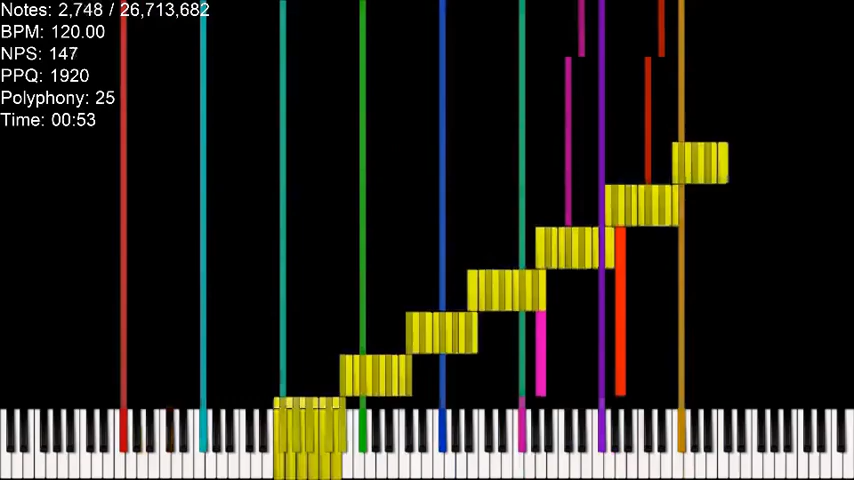 Notes: 2,748 / 26,713,682
BPM: 120.00
NPS: 147
PPQ: 1920
Polyphony: 25
Time: 00:53